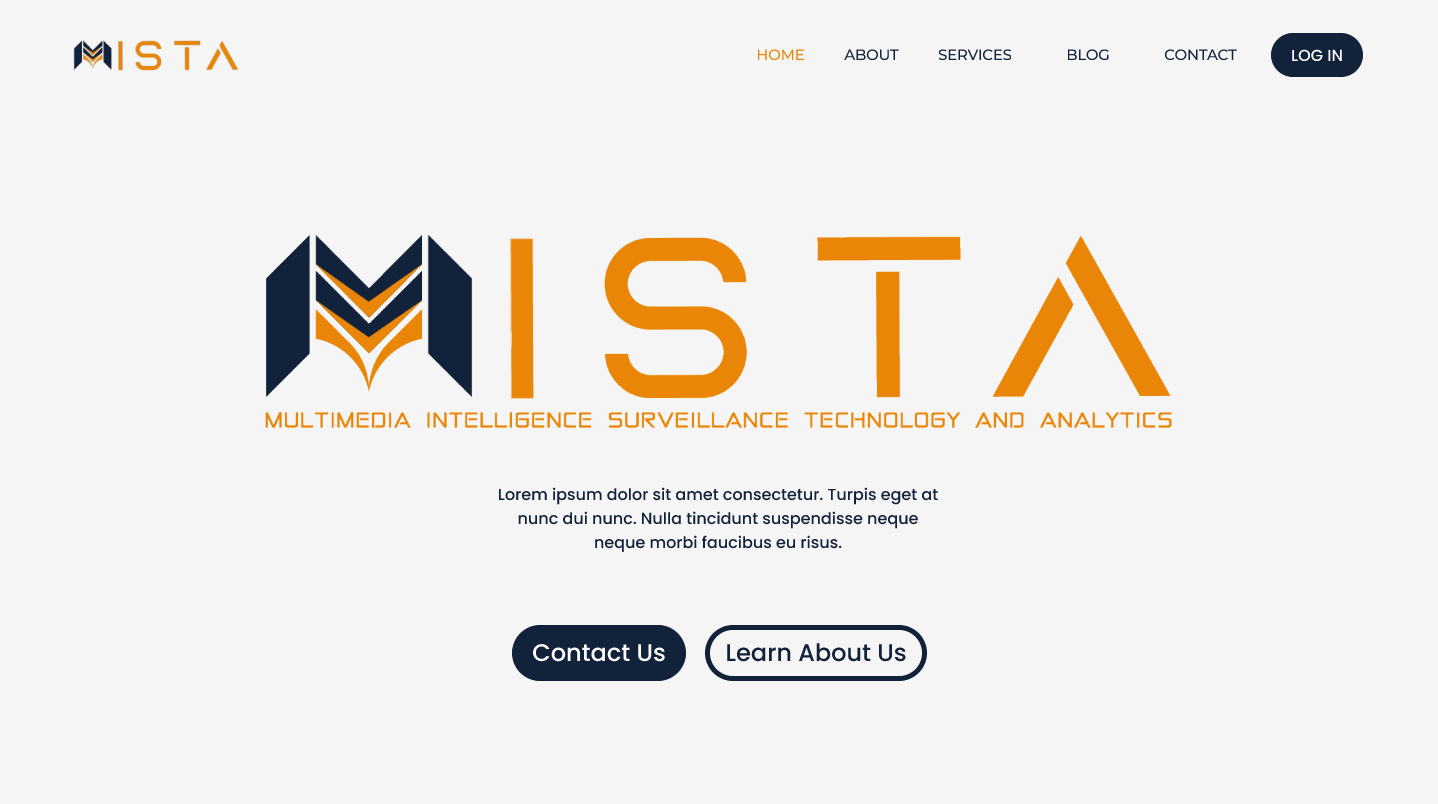 MISTA
HOME ABOUT SERVICES BLOG CONTACT LOG IN
MISTA
MULTIMEDIA INTELLIGENCE SURVEILLANCE TECHNOLOGY AND ANALYTICS
Lorem ipsum dolor sit amet consectetur. Turpis eget at
nunc dui nunc. Nulla tincidunt suspendisse neque
neque morbi faucibus eu risus.
Contact Us Learn About Us